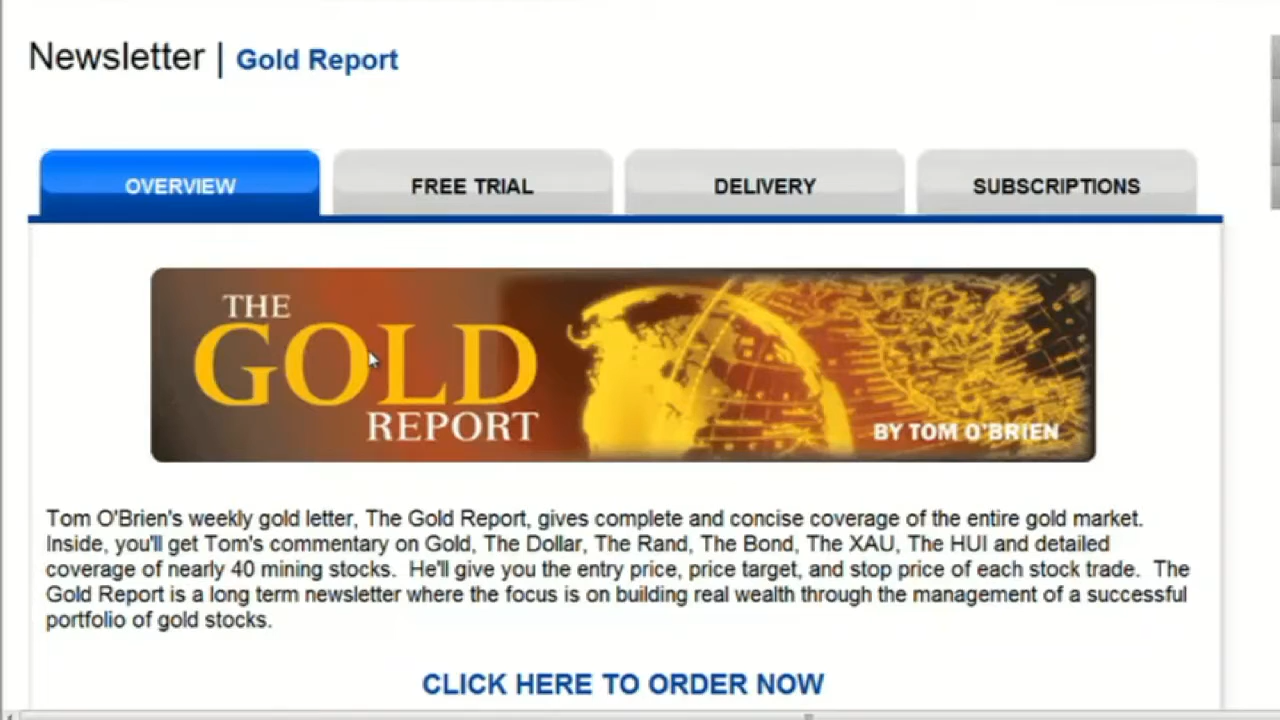 Newsletter | Gold Report
OVERVIEW
FREE TRIAL
DELIVERY
SUBSCRIPTIONS
THE
GOLD
REPORT
BY TOM O'BRIEN
Tom O'Brien's weekly gold letter, The Gold Report, gives complete and concise coverage of the entire gold market.
Inside, you'll get Tom's commentary on Gold, The Dollar, The Rand, The Bond, The XAU, The HUI and detailed
coverage of nearly 40 mining stocks.  He'll give you the entry price, price target, and stop price of each stock trade.  The
Gold Report is a long term newsletter where the focus is on building real wealth through the management of a successful
portfolio of gold stocks.
CLICK HERE TO ORDER NOW